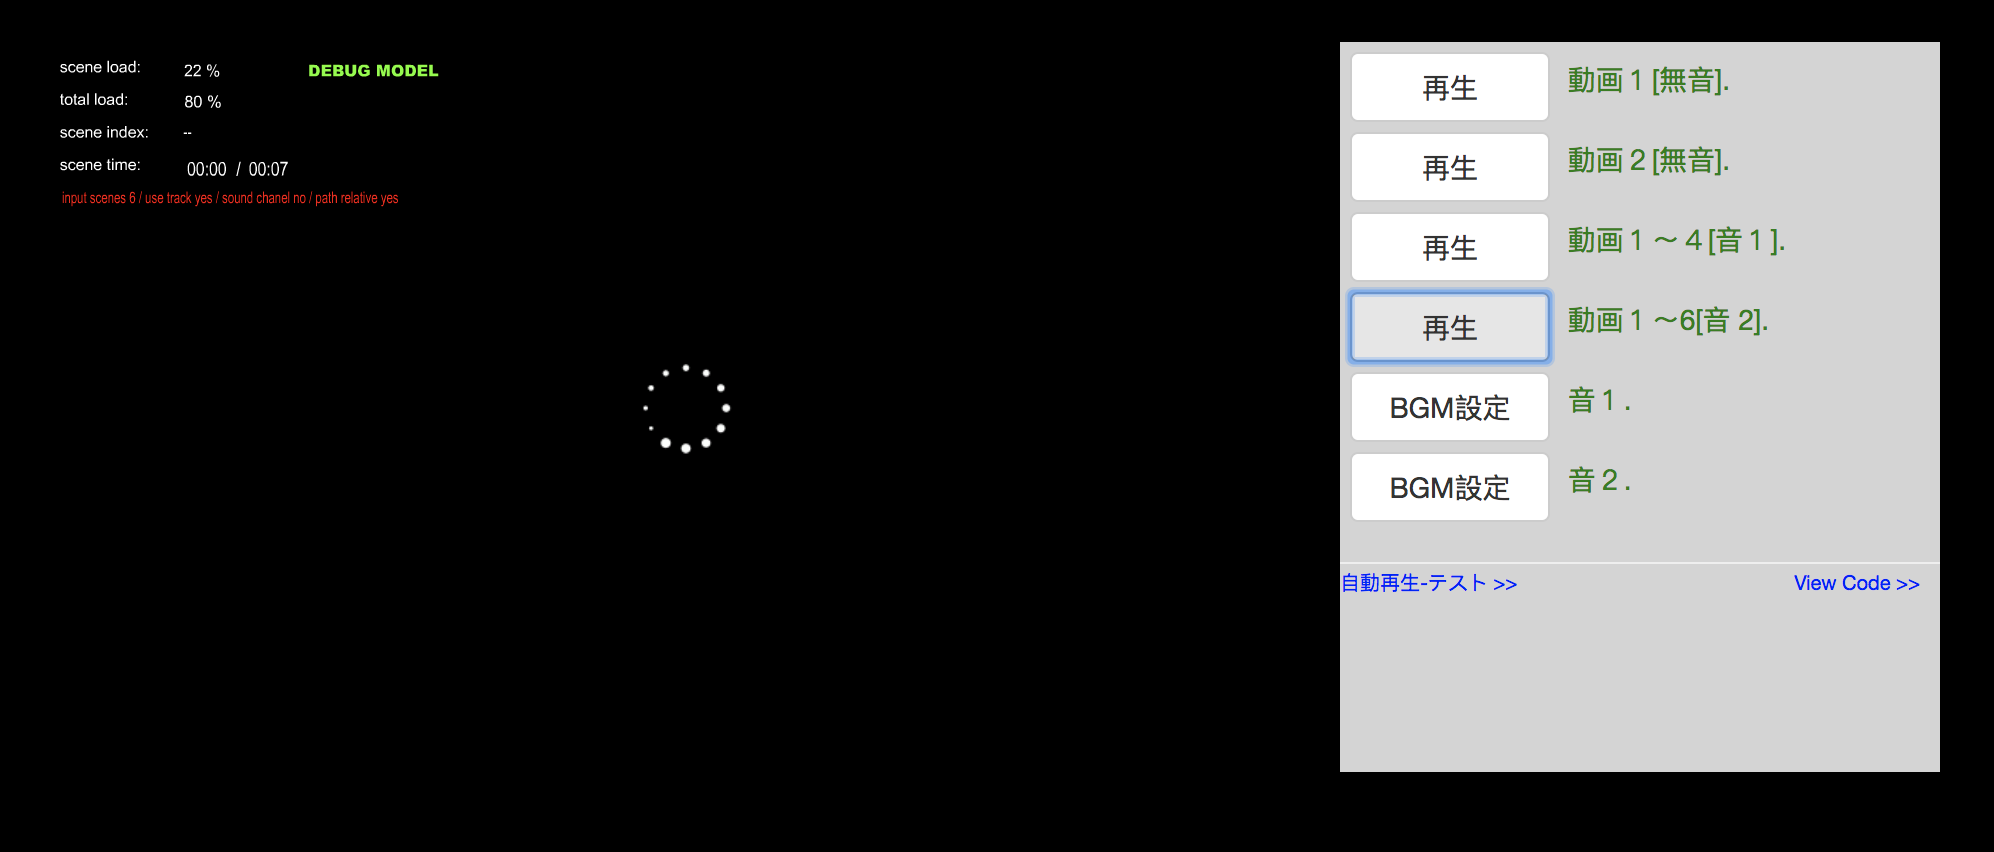 scene load: 22 % DEBUG MODEL
total load: 80 %
scene index: --
scene time: 00:00 / 00:07
input scenes 6 / use track yes / sound chanel no / path relative yes
再生 動画１[無音].
再生 動画２[無音].
再生 動画１～４[音１].
再生 動画１～6[音 2].
BGM設定 音１.
BGM設定 音２.
自動再生-テスト >> View Code >>